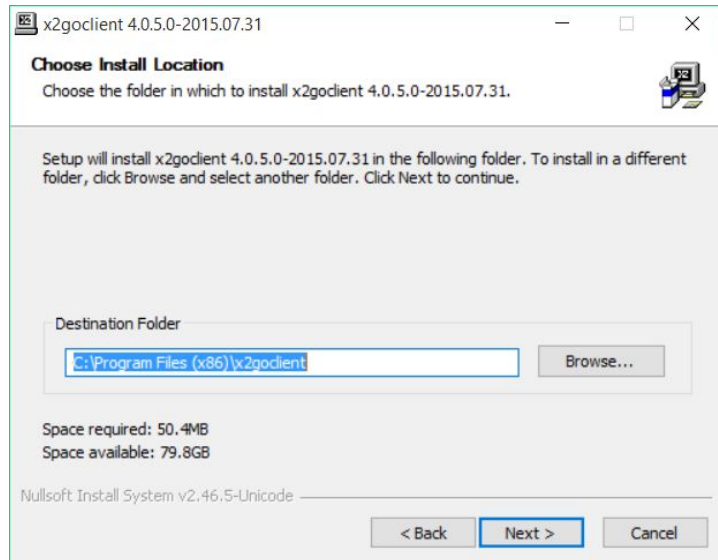 x2goclient 4.0.5.0-2015.07.31
Choose Install Location
Choose the folder in which to install x2goclient 4.0.5.0-2015.07.31.
Setup will install x2goclient 4.0.5.0-2015.07.31 in the following folder. To install in a different
folder, click Browse and select another folder. Click Next to continue.
Destination Folder
C:\Program Files (x86)\x2goclient
Browse...
Space required: 50.4MB
Space available: 79.8GB
Nullsoft Install System v2.46.5-Unicode
< Back
Next >
Cancel